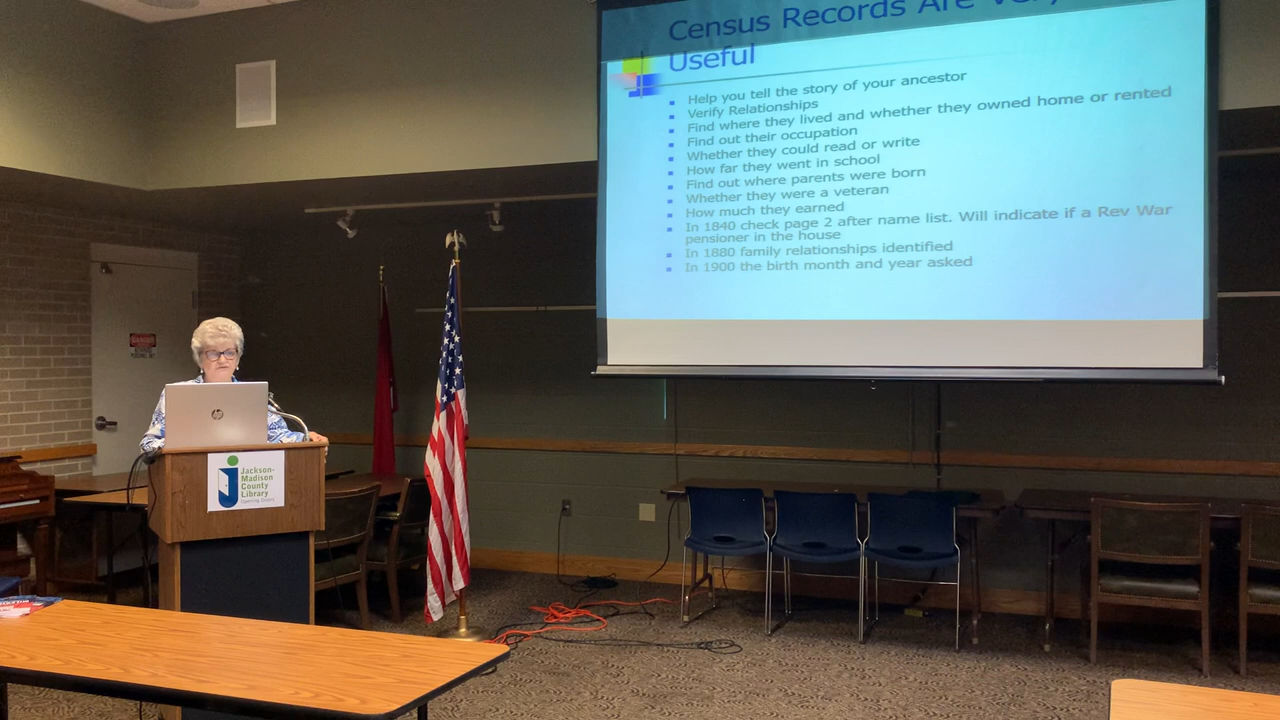 Census Records Are Very
Useful
Help you tell the story of your ancestor
Verify Relationships
Find where they lived and whether they owned home or rented
Find out their occupation
Whether they could read or write
How far they went in school
Find out where parents were born
Whether they were a veteran
How much they earned
In 1840 check page 2 after name list. Will indicate if a Rev War
pensioner in the house
In 1880 family relationships identified
In 1900 the birth month and year asked
hp
Jackson-
Madison
County
Library
Opening Doors